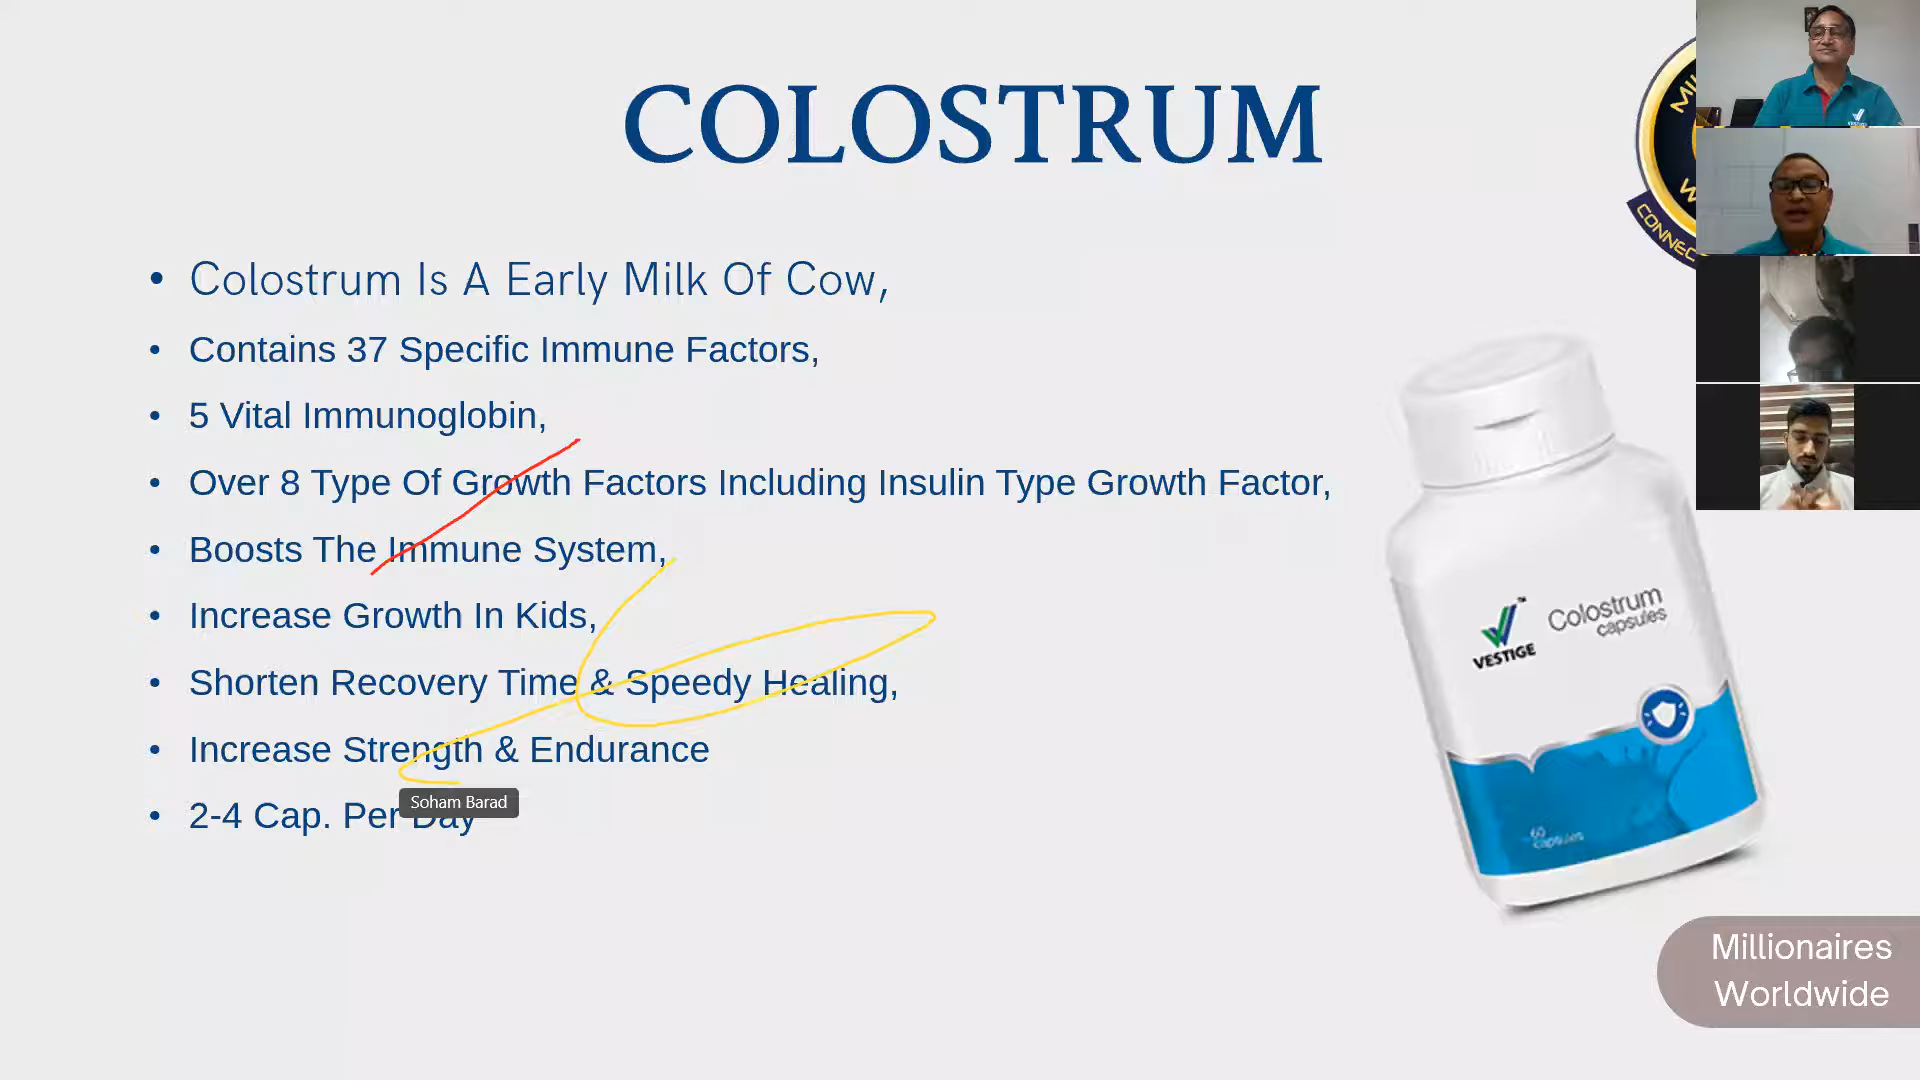 COLOSTRUM
• Colostrum Is A Early Milk Of Cow,
• Contains 37 Specific Immune Factors,
• 5 Vital Immunoglobin,
• Over 8 Type Of Growth Factors Including Insulin Type Growth Factor,
• Boosts The Immune System,
• Increase Growth In Kids,
• Shorten Recovery Time & Speedy Healing,
• Increase Strength & Endurance
• 2-4 Cap. Per Day
Soham Barad
VESTIGE
Colostrum
capsules
60
capsules
Millionaires
Worldwide